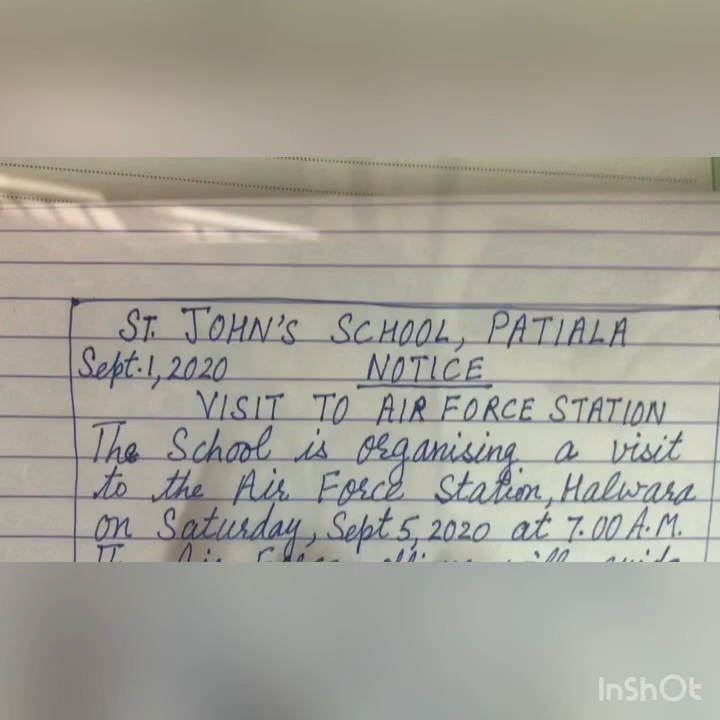 ST. JOHN'S SCHOOL, PATIALA
Sept. 1, 2020 NOTICE
VISIT TO AIR FORCE STATION
The School is organising a visit
to the Air Force Station, Halwara
on Saturday, Sept 5, 2020 at 7.00 A.M.
InShOt